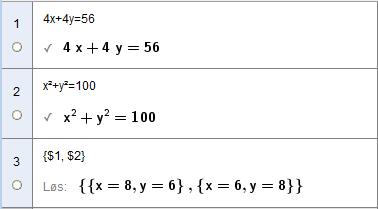 1 4x+4y=56
✓ 4 x + 4 y = 56
2 x²+y²=100
✓ x² + y² = 100
3 {$1, $2}
Løs: {{x = 8, y = 6} , {x = 6, y = 8}}